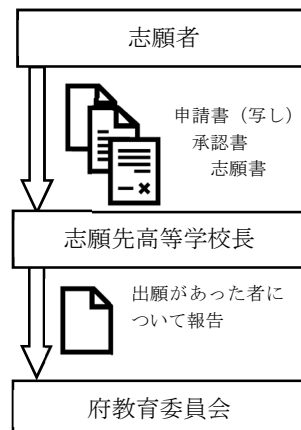 志願者
申請書（写し）
承認書
志願書
志願先高等学校長
出願があった者に
ついて報告
府教育委員会